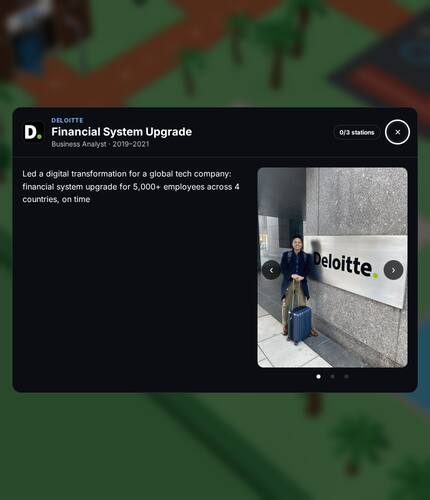 D.
DELOITTE
Financial System Upgrade
Business Analyst · 2019–2021
0/3 stations
×
Led a digital transformation for a global tech company:
financial system upgrade for 5,000+ employees across 4
countries, on time
Deloitte.